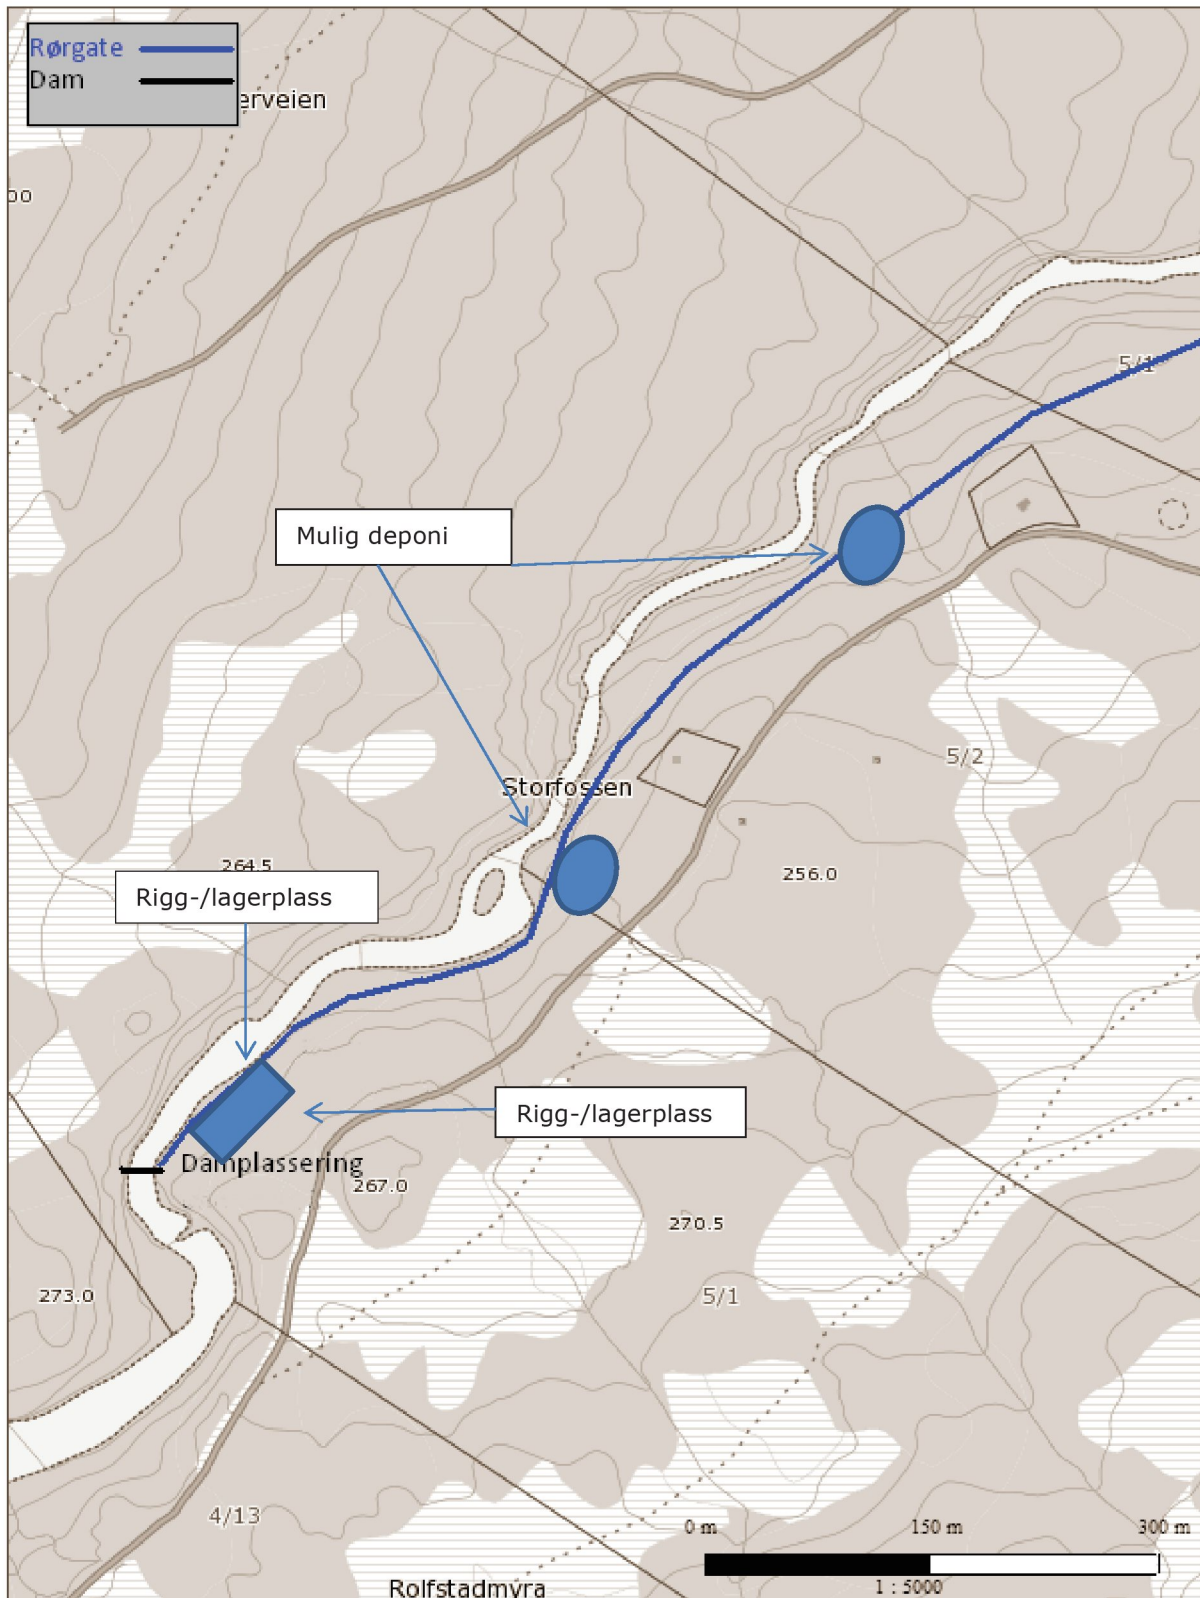 Rørgate
Dam
erveien
00
5/1
Mulig deponi
5/2
Storfossen
264.5
256.0
Rigg-/lagerplass
Rigg-/lagerplass
Damplassering
267.0
270.5
273.0
5/1
4/13
0 m 150 m 300 m
1 : 5000
Rolfstadmyra